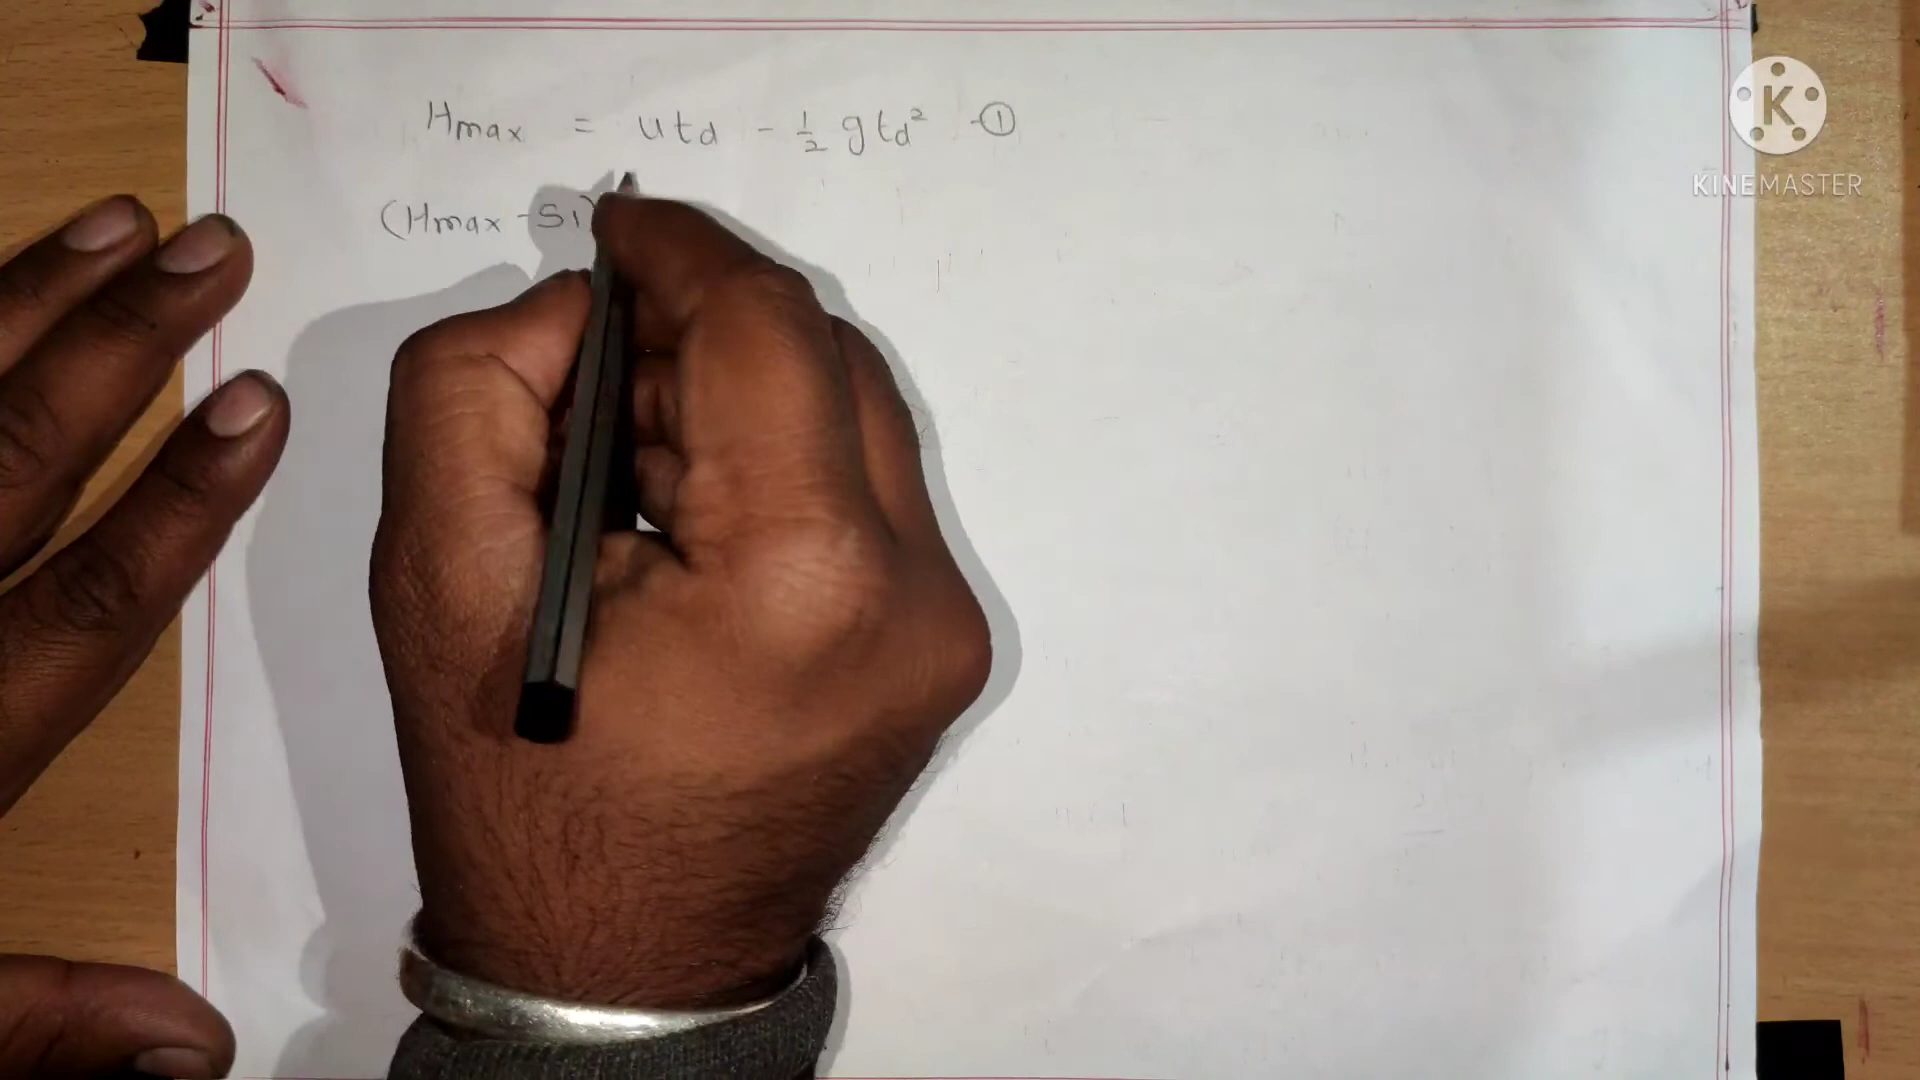 Hmax = utd - 1/2 gtd² -①
(Hmax - S1)
K
KINEMASTER